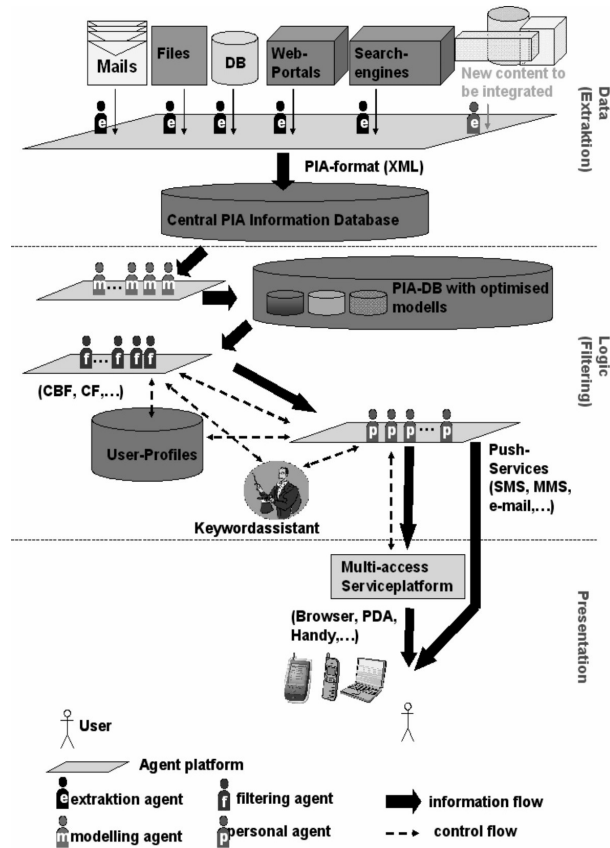 Mails
Files
DB
Web-
Portals
Search-
engines
New content to
be integrated
Data
(Extraktion)
e
e
e
e
e
e
PIA-format (XML)
Central PIA Information Database
m...m m m
PIA-DB with optimised
modells
f... f f f
(CBF, CF,...)
Logic
(Filtering)
User-Profiles
p p p ... p
Push-
Services
(SMS, MMS,
e-mail,...)
Keywordassistant
Multi-access
Serviceplatform
(Browser, PDA,
Handy,...)
Presentation
User
Agent platform
e extraktion agent
f filtering agent
information flow
m modelling agent
p personal agent
control flow